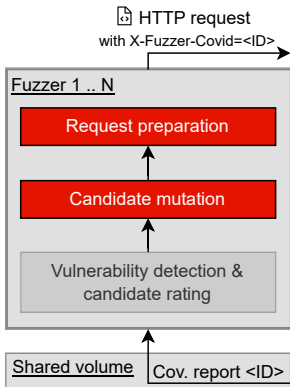 HTTP request
with X-Fuzzer-Covid=<ID>
Fuzzer 1 .. N
Request preparation
Candidate mutation
Vulnerability detection &
candidate rating
Shared volume
Cov. report <ID>